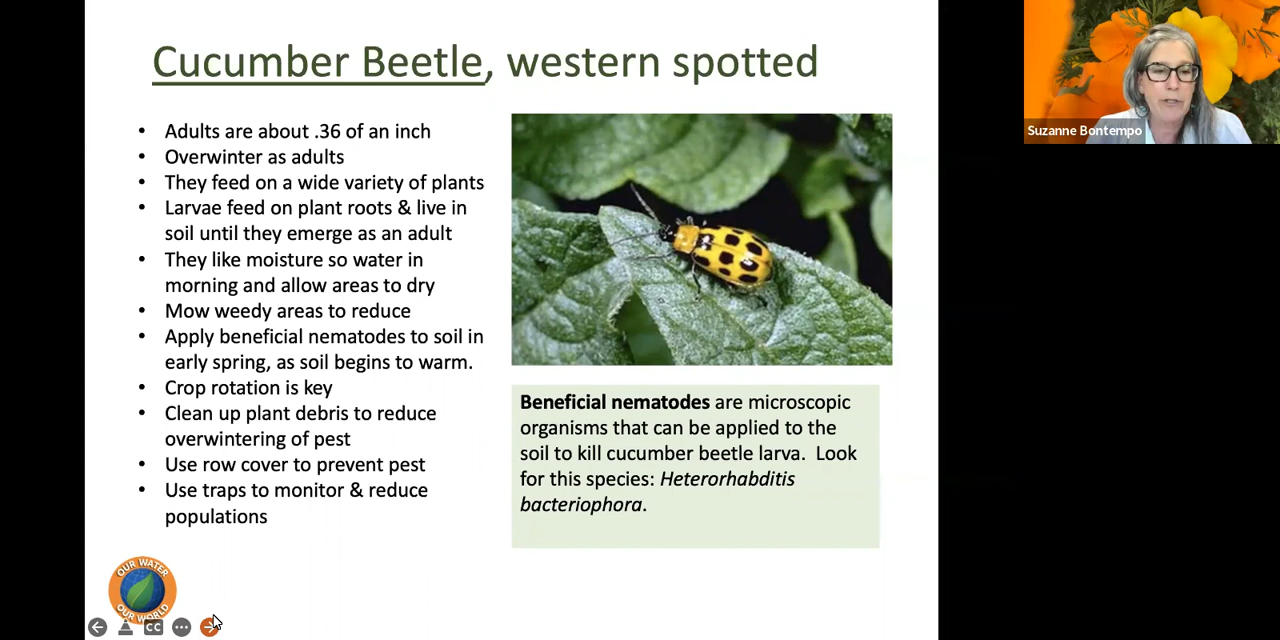 Cucumber Beetle, western spotted
• Adults are about .36 of an inch
• Overwinter as adults
• They feed on a wide variety of plants
• Larvae feed on plant roots & live in
soil until they emerge as an adult
• They like moisture so water in
morning and allow areas to dry
• Mow weedy areas to reduce
• Apply beneficial nematodes to soil in
early spring, as soil begins to warm.
• Crop rotation is key
• Clean up plant debris to reduce
overwintering of pest
• Use row cover to prevent pest
• Use traps to monitor & reduce
populations
Beneficial nematodes are microscopic
organisms that can be applied to the
soil to kill cucumber beetle larva.  Look
for this species: Heterorhabditis
bacteriophora.
OUR WATER
OUR WORLD
CC
Suzanne Bontempo